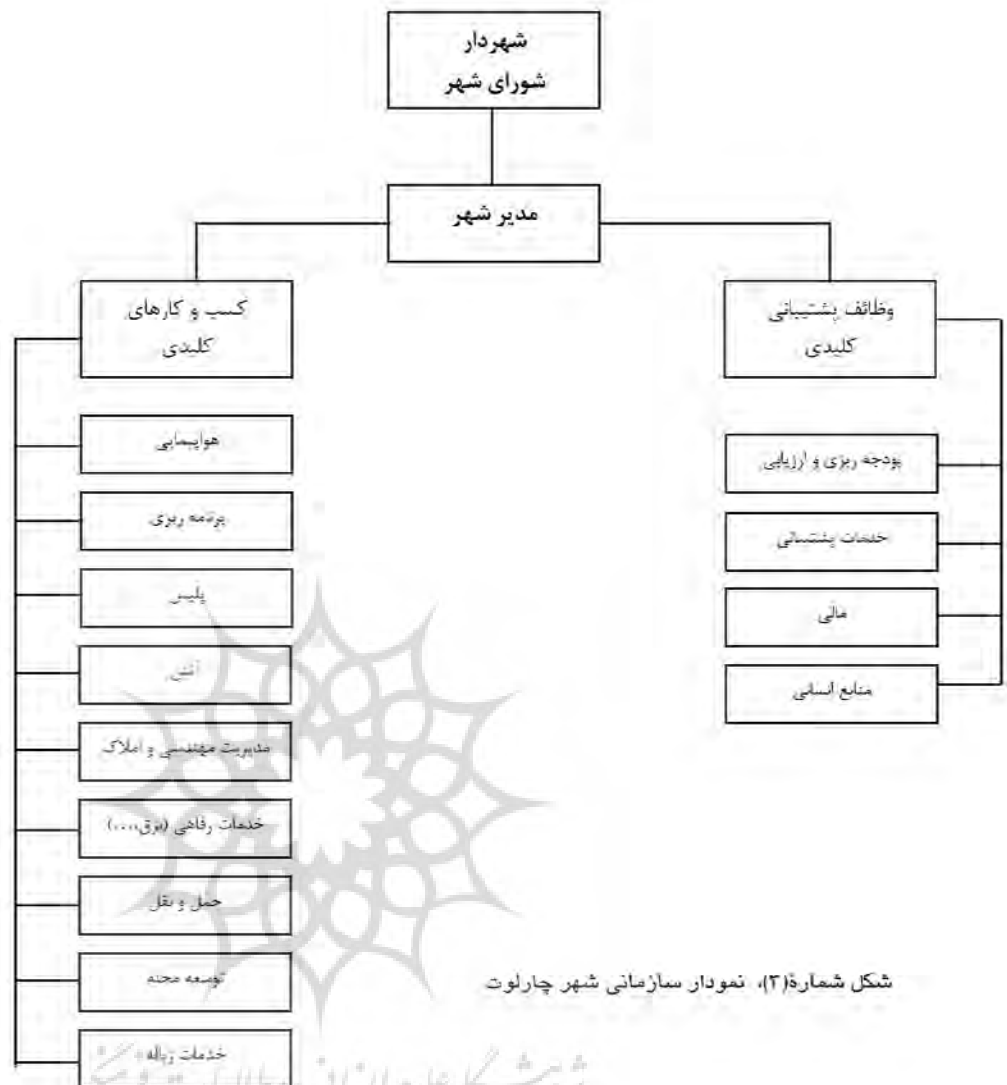 شهردار
شورای شهر
مدیر شهر
وظائف پشتیبانی
کلیدی
بودجه ریزی و ارزیابی
خدمات پشتیبانی
مالی
منابع انسانی
کسب و کارهای
کلیدی
هواپیمایی
برنامه ریزی
پلیس
آتش
مدیریت مهندسی و املاک
خدمات رفاهی (برق،...)
حمل و نقل
توسعه محله
خدمات زباله
شکل شمارهٔ(۳)، نمودار سازمانی شهر چارلوت